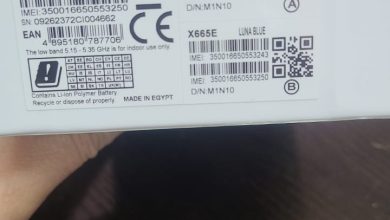 IMEI:350016650553250
SN: 09262372CI004662
EAN
4 895180 787706
The low band 5.15 - 5.35 GHz is for indoor use only
CE
Contains Li-ion Polymer Battery
Recycle or dispose of properly.
MADE IN EGYPT
D/N:M1N10
A
X665E LUNA BLUE
IMEI: 350016650553243
350016650553250
D/N:M1N10
B